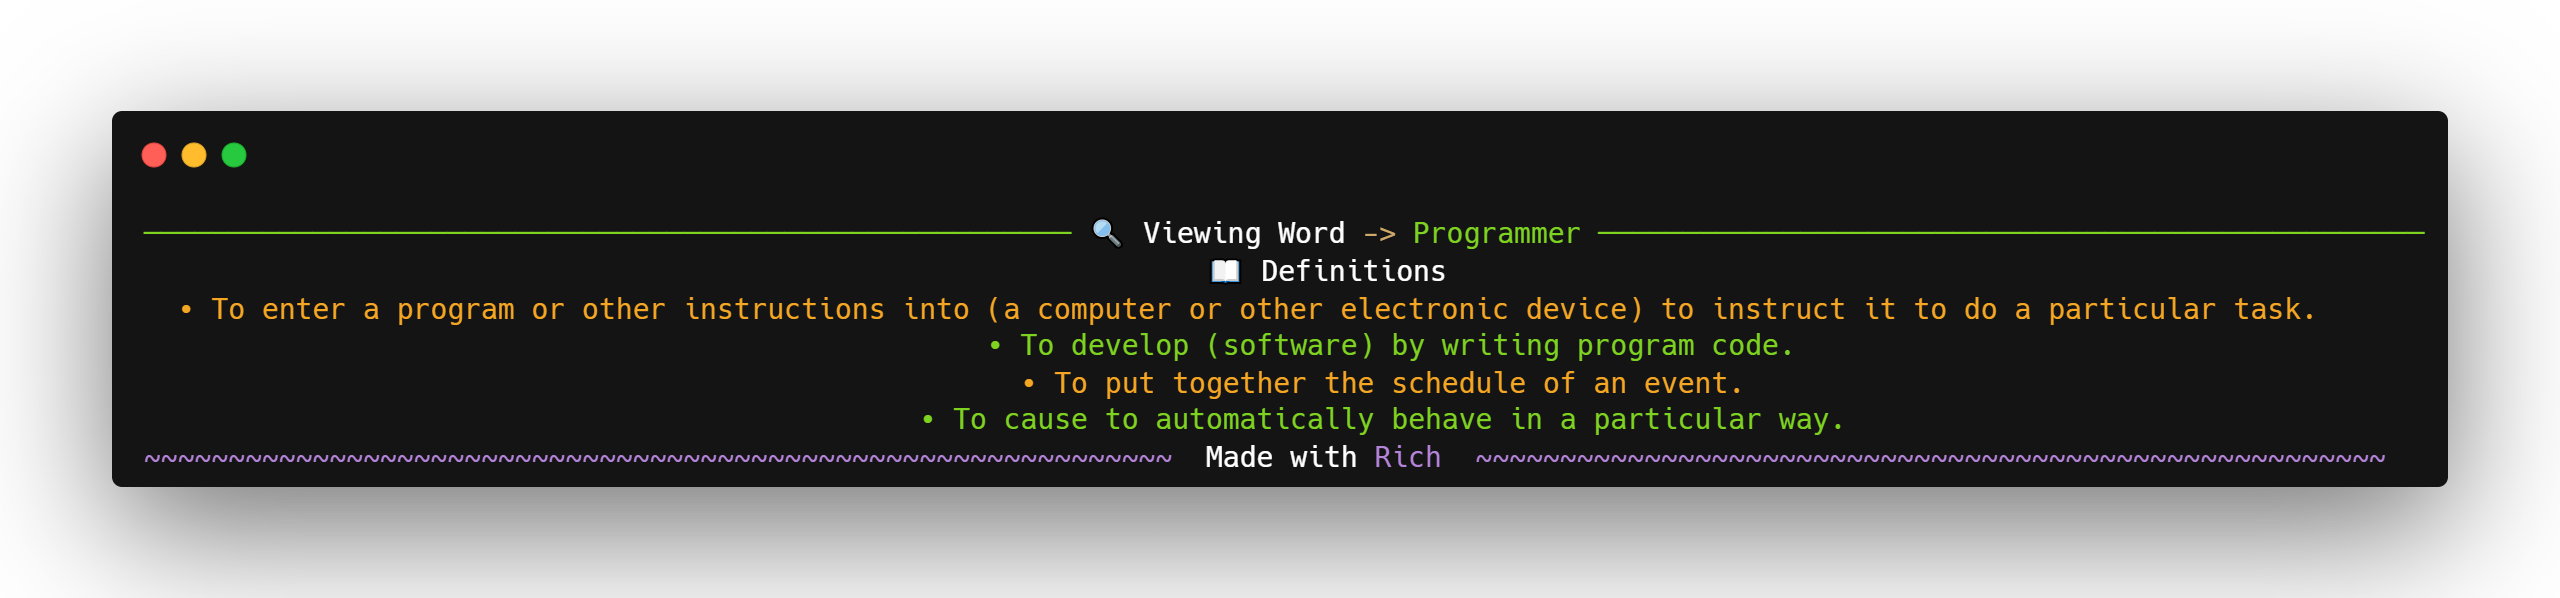 🔍 Viewing Word -> Programmer
📖 Definitions
• To enter a program or other instructions into (a computer or other electronic device) to instruct it to do a particular task.
• To develop (software) by writing program code.
• To put together the schedule of an event.
• To cause to automatically behave in a particular way.
~~~~~~~~~~~~~~~~~~~~~~~~~~~~~~~~~~~~~~~~~~~~~~~~~~~~~~~~~~~~~ Made with Rich ~~~~~~~~~~~~~~~~~~~~~~~~~~~~~~~~~~~~~~~~~~~~~~~~~~~~~~